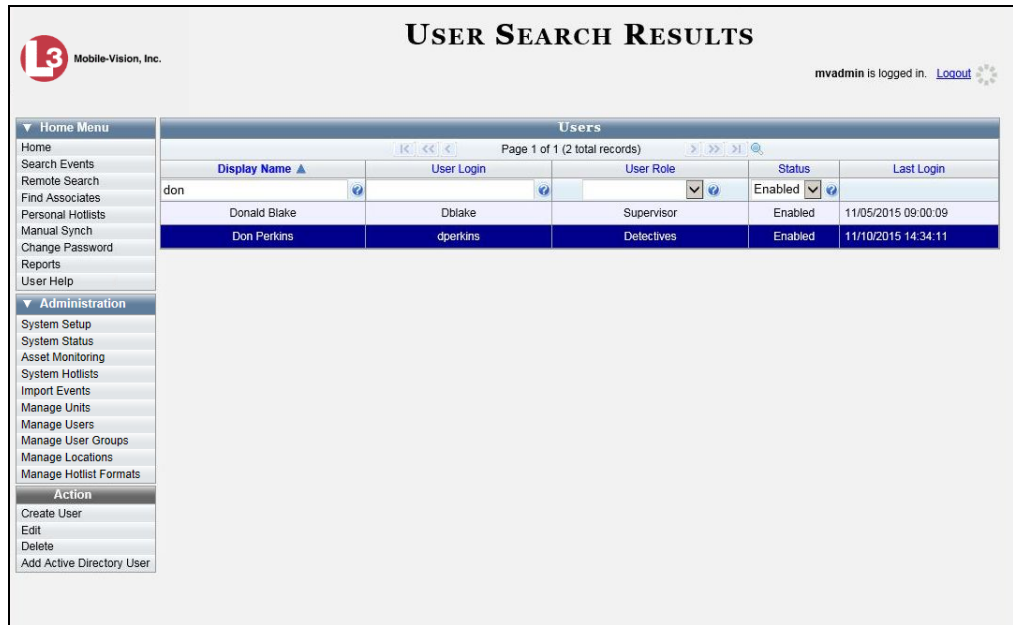 L3 Mobile-Vision, Inc.
USER SEARCH RESULTS
mvadmin is logged in. Logout
▼ Home Menu
Home
Search Events
Remote Search
Find Associates
Personal Hotlists
Manual Synch
Change Password
Reports
User Help
▼ Administration
System Setup
System Status
Asset Monitoring
System Hotlists
Import Events
Manage Units
Manage Users
Manage User Groups
Manage Locations
Manage Hotlist Formats
Action
Create User
Edit
Delete
Add Active Directory User
Users
Page 1 of 1 (2 total records)
Display Name ▲ User Login User Role Status Last Login
don Enabled
Donald Blake Dblake Supervisor Enabled 11/05/2015 09:00:09
Don Perkins dperkins Detectives Enabled 11/10/2015 14:34:11